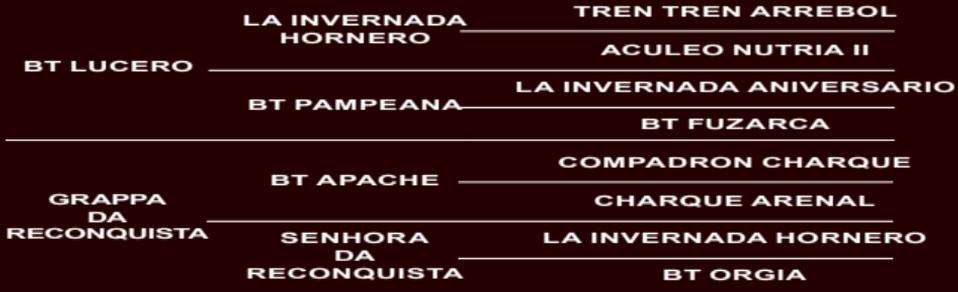 LA INVERNADA
HORNERO
TREN TREN ARREBOL
ACULEO NUTRIA II
BT LUCERO
BT PAMPEANA
LA INVERNADA ANIVERSARIO
BT FUZARCA
GRAPPA
DA
RECONQUISTA
BT APACHE
COMPADRON CHARQUE
CHARQUE ARENAL
SENHORA
DA
RECONQUISTA
LA INVERNADA HORNERO
BT ORGIA